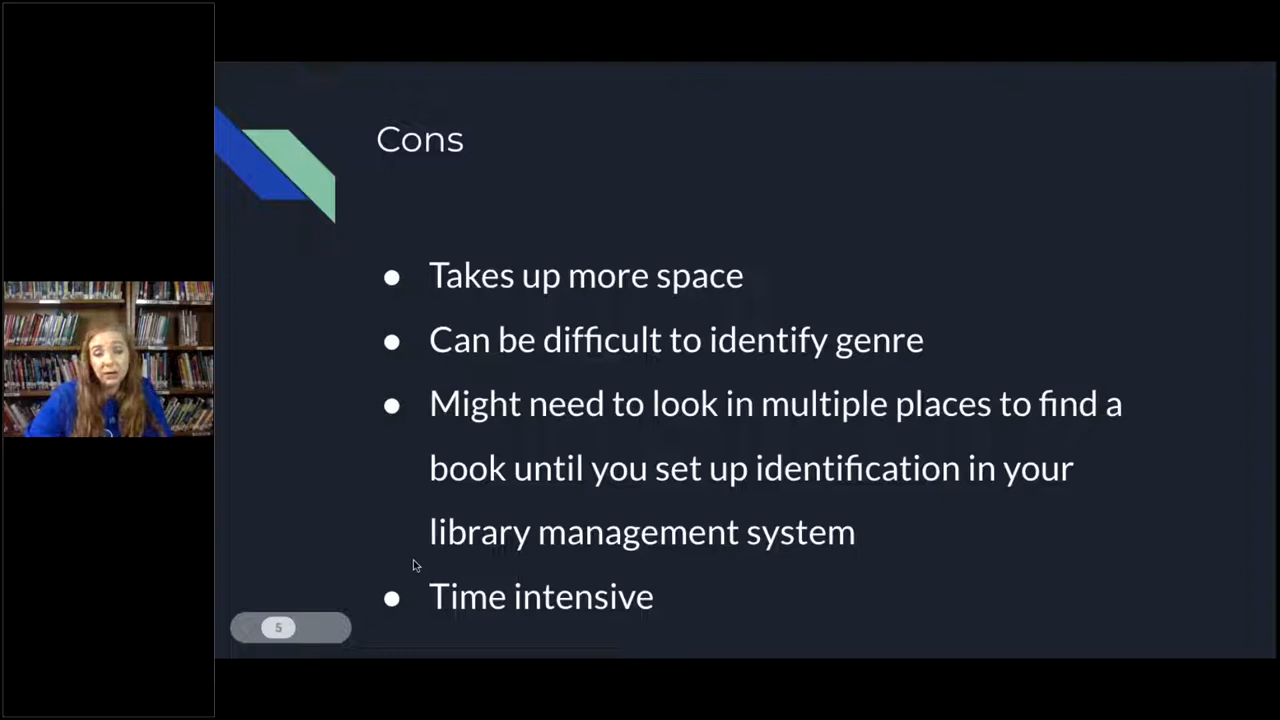 Cons
● Takes up more space
● Can be difficult to identify genre
● Might need to look in multiple places to find a
book until you set up identification in your
library management system
● Time intensive
5